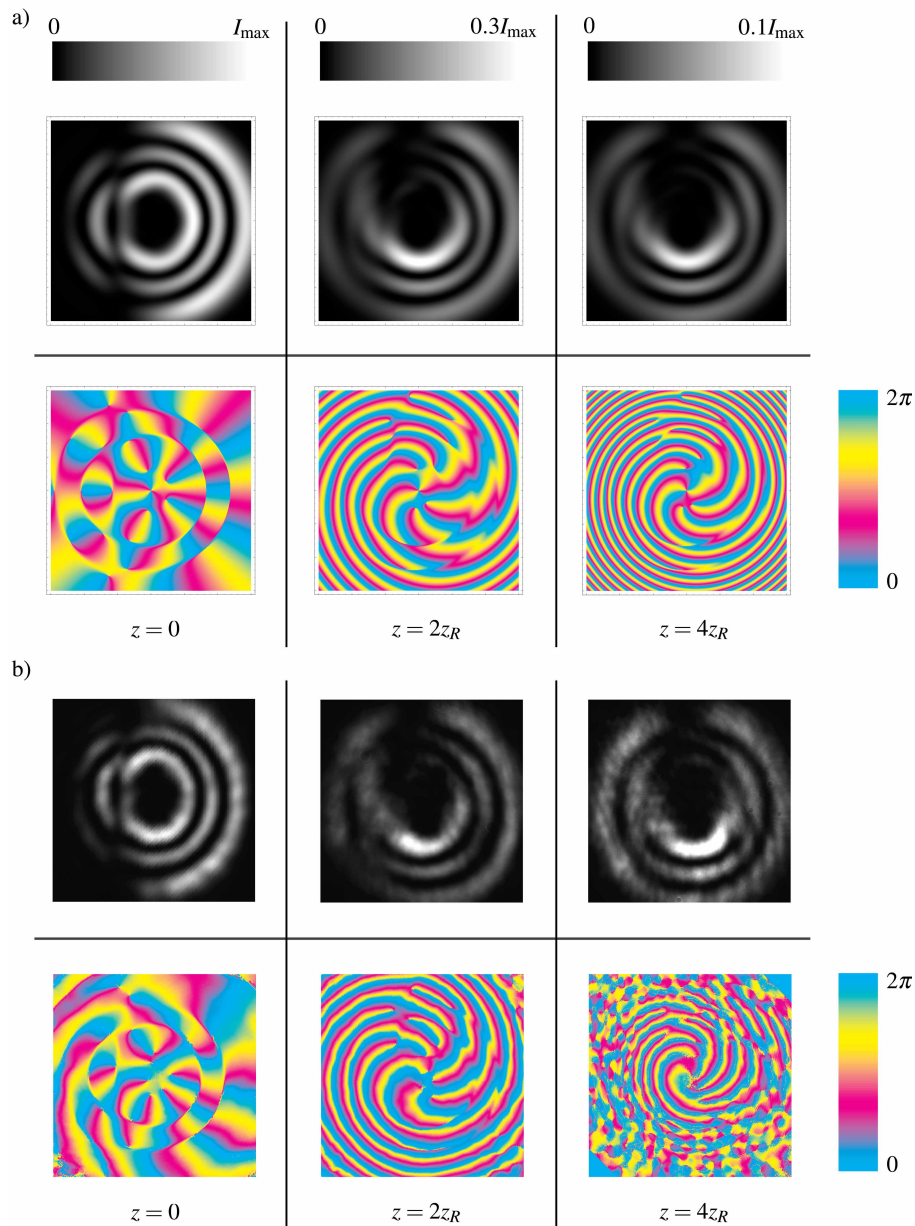 a)
0 I_max 0 0.3I_max 0 0.1I_max
2π
0
z = 0 z = 2z_R z = 4z_R
b)
2π
0
z = 0 z = 2z_R z = 4z_R